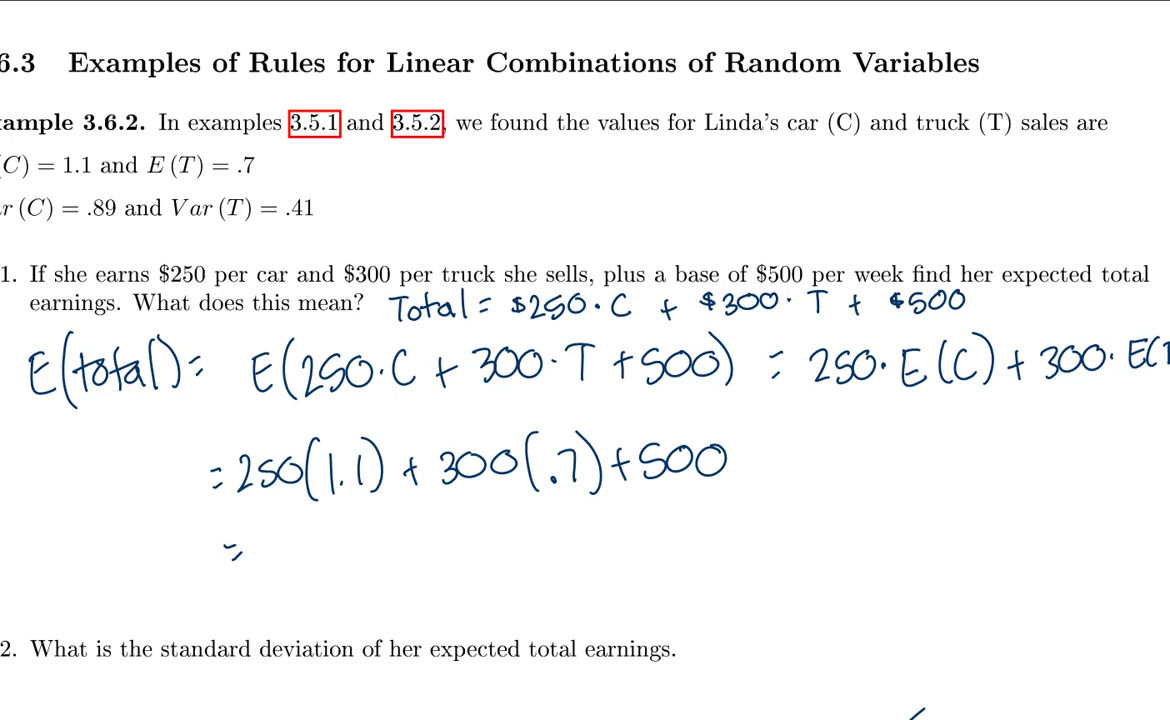 6.3 Examples of Rules for Linear Combinations of Random Variables
ample 3.6.2. In examples 3.5.1 and 3.5.2, we found the values for Linda's car (C) and truck (T) sales are
(C) = 1.1 and E (T) = .7
r (C) = .89 and Var (T) = .41
1. If she earns $250 per car and $300 per truck she sells, plus a base of $500 per week find her expected total
earnings. What does this mean? Total = $250·C + $300·T + $500
E(total) = E(250·C + 300·T + 500) = 250·E(C) + 300·E(T
= 250(1.1) + 300(.7) + 500
=
2. What is the standard deviation of her expected total earnings.